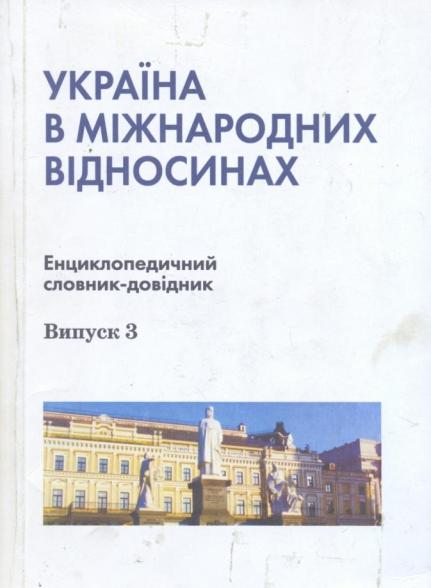 УКРАЇНА
В МІЖНАРОДНИХ
ВІДНОСИНАХ
Енциклопедичний
словник-довідник
Випуск 3